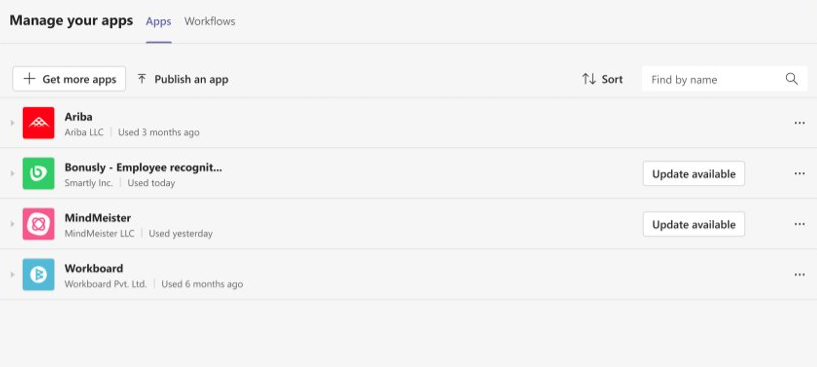 Manage your apps Apps Workflows
Get more apps Publish an app Sort Find by name
Ariba
Ariba LLC | Used 3 months ago
Bonusly - Employee recognit... Update available
Smartly Inc. | Used today
MindMeister Update available
MindMeister LLC | Used yesterday
Workboard
Workboard Pvt. Ltd. | Used 6 months ago